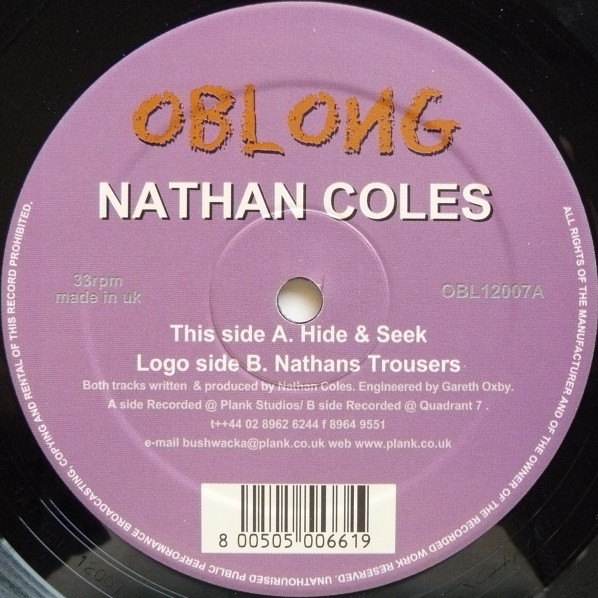 OBLONG
NATHAN COLES
33rpm
made in uk
OBL12007A
This side A. Hide & Seek
Logo side B. Nathans Trousers
Both tracks written & produced by Nathan Coles. Engineered by Gareth Oxby.
A side Recorded @ Plank Studios/ B side Recorded @ Quadrant 7 .
t++44 02 8962 6244 f 8964 9551
e-mail bushwacka@plank.co.uk web www.plank.co.uk
8 00505 006619
ALL RIGHTS OF THE MANUFACTURER AND OF THE OWNER OF THE RECORDED WORK RESERVED. UNATHOURISED PUBLIC PERFORMANCE BROADCASTING, COPYING AND RENTAL OF THIS RECORD PROHIBITED.